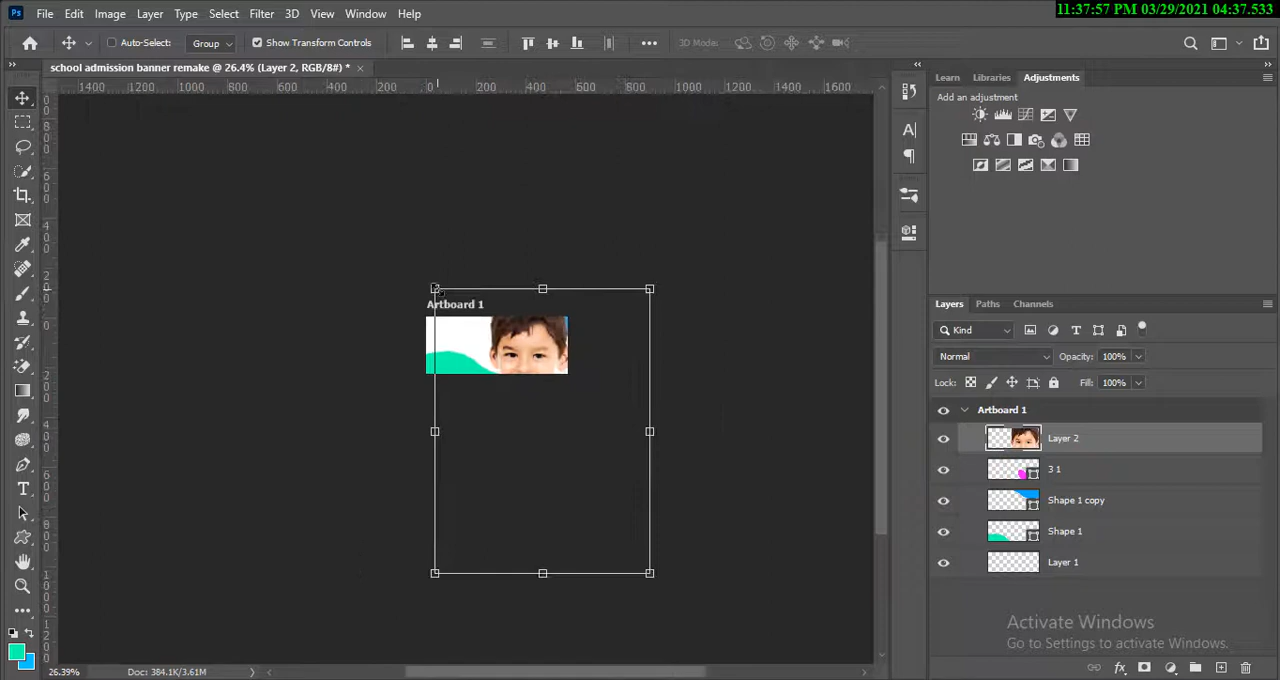 11:37:57 PM 03/29/2021 04:37.533
Ps File Edit Image Layer Type Select Filter 3D View Window Help
Auto-Select: Group Show Transform Controls 3D Mode:
school admission banner remake @ 26.4% (Layer 2, RGB/8#) *
1400 1200 1000 800 600 400 200 0 200 400 600 800 1000 1200 1400 1600
Learn Libraries Adjustments
Add an adjustment
Artboard 1
Layers Paths Channels
Kind
Normal Opacity: 100%
Lock: Fill: 100%
Artboard 1
Layer 2
3 1
Shape 1 copy
Shape 1
Layer 1
Activate Windows
Go to Settings to activate Windows.
26.39% Doc: 384.1K/3.61M